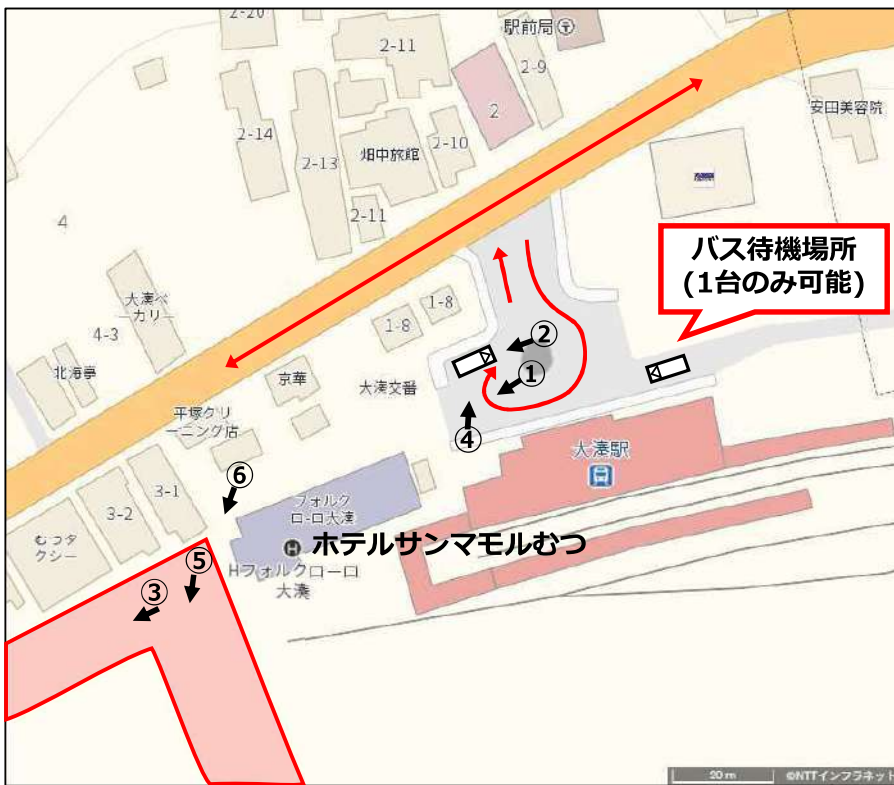 2-20
駅前局
2-11
2-9
2
安田美容院
2-14
2-10
畑中旅館
2-13
2-11
4
バス待機場所
(1台のみ可能)
大湊ベ
ーカリー
1-8
4-3
1-8
②
北海亭
京華
大湊交番
①
平塚クリ
ーニング店
④
大湊駅
⑥
3-1
フォルク
ロ-ロ大湊
3-2
むつタ
クシー
H ホテルサンマモルむつ
⑤
Hフォルクローロ
大湊
③
20m
©NTTインフラネット